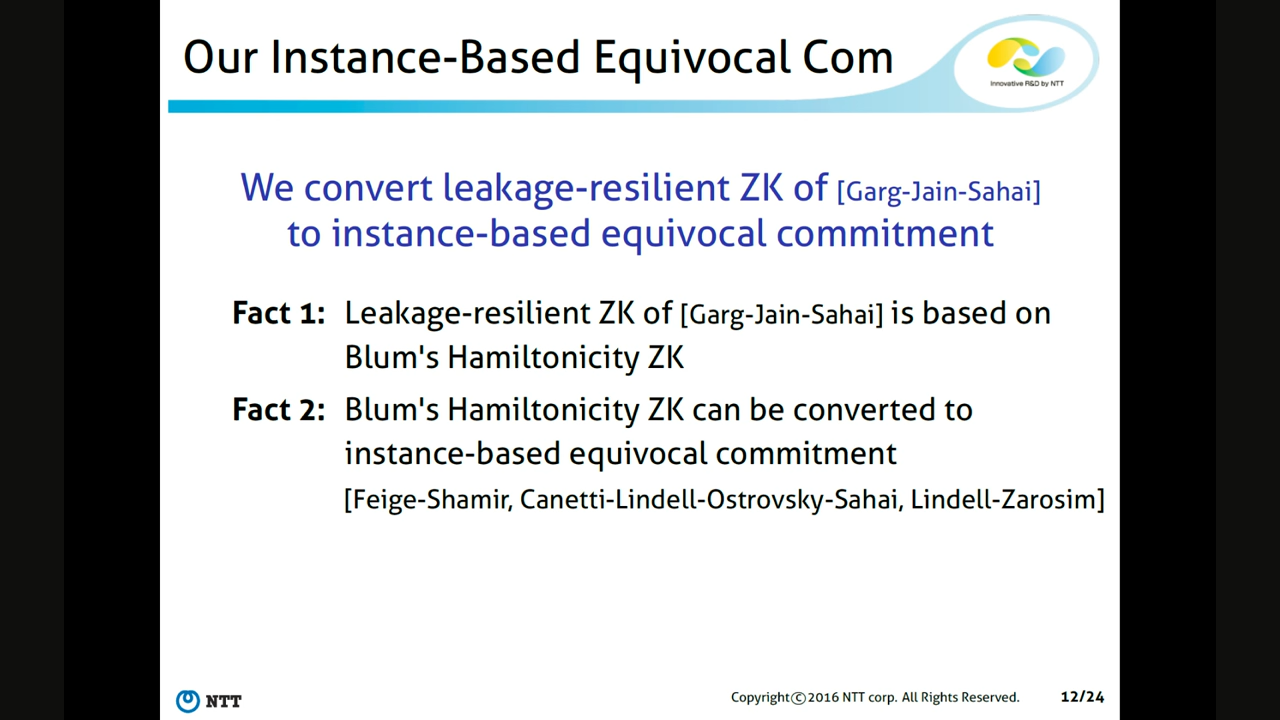 Our Instance-Based Equivocal Com
Innovative R&D by NTT
We convert leakage-resilient ZK of [Garg-Jain-Sahai]
to instance-based equivocal commitment
Fact 1: Leakage-resilient ZK of [Garg-Jain-Sahai] is based on
Blum's Hamiltonicity ZK
Fact 2: Blum's Hamiltonicity ZK can be converted to
instance-based equivocal commitment
[Feige-Shamir, Canetti-Lindell-Ostrovsky-Sahai, Lindell-Zarosim]
NTT
Copyright©2016 NTT corp. All Rights Reserved.
12/24